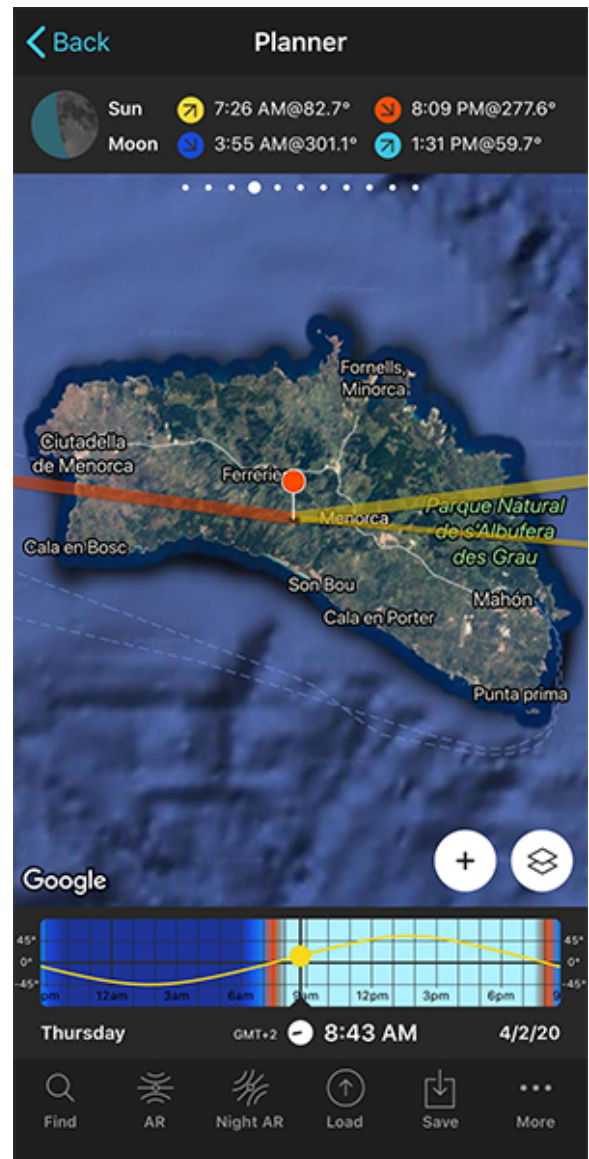 Back
Planner
Sun 7:26 AM@82.7° 8:09 PM@277.6°
Moon 3:55 AM@301.1° 1:31 PM@59.7°
Fornells,
Minorca
Ciutadella
de Menorca
Ferreries
Parque Natural
de s'Albufera
des Grau
Menorca
Cala en Bosc
Son Bou
Mahón
Cala en Porter
Punta prima
+
Google
45° 45°
0° 0°
-45° -45°
pm 12am 3am 6am 9am 12pm 3pm 6pm 9
Thursday GMT+2 8:43 AM 4/2/20
Find AR Night AR Load Save More